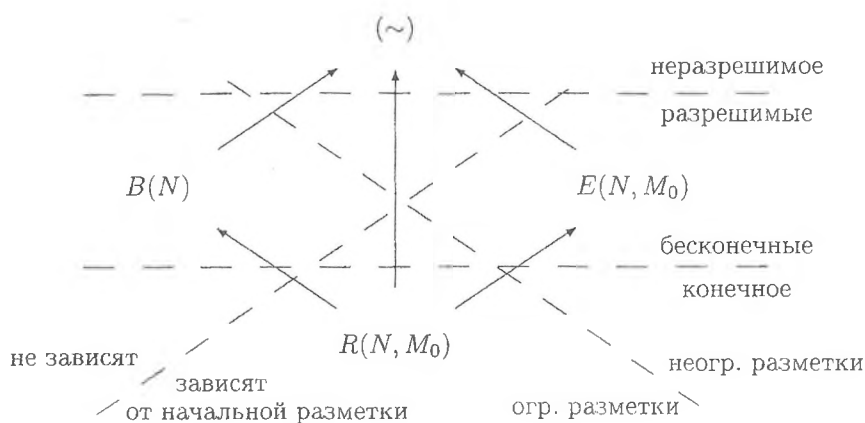 (~)
неразрешимое
разрешимые
B(N)
E(N, M₀)
бесконечные
конечное
R(N, M₀)
не зависят
зависят
от начальной разметки
неогр. разметки
огр. разметки